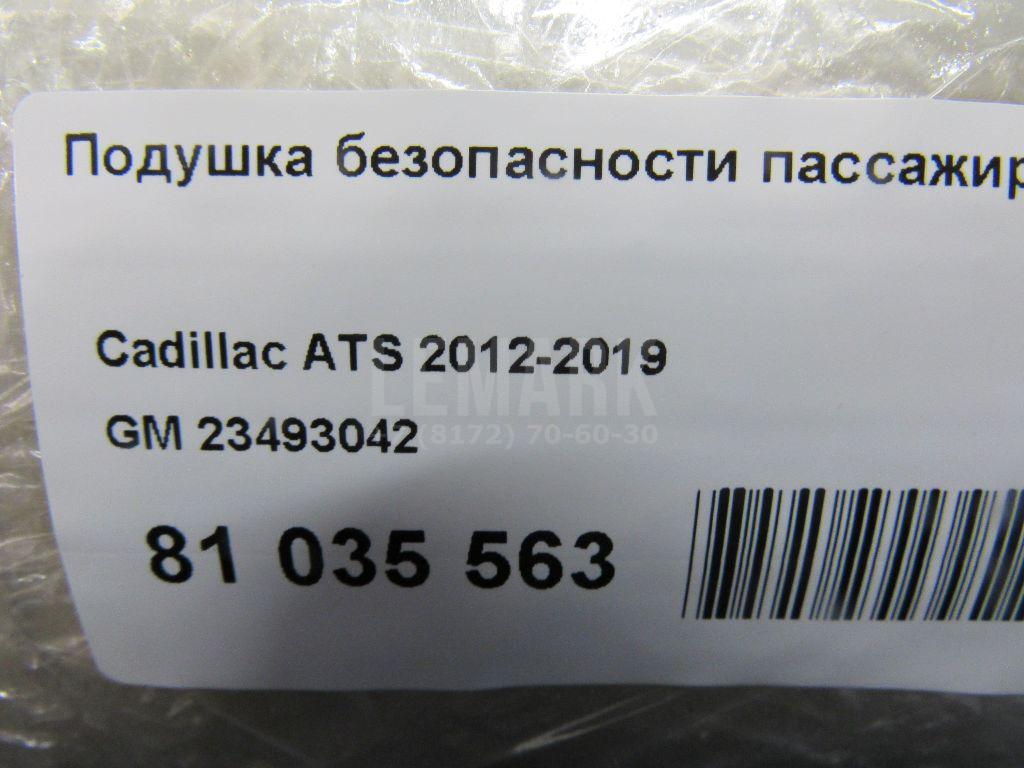 Подушка безопасности пассажир
Cadillac ATS 2012-2019
LEMARK
GM 23493042
(8172) 70-60-30
81 035 563